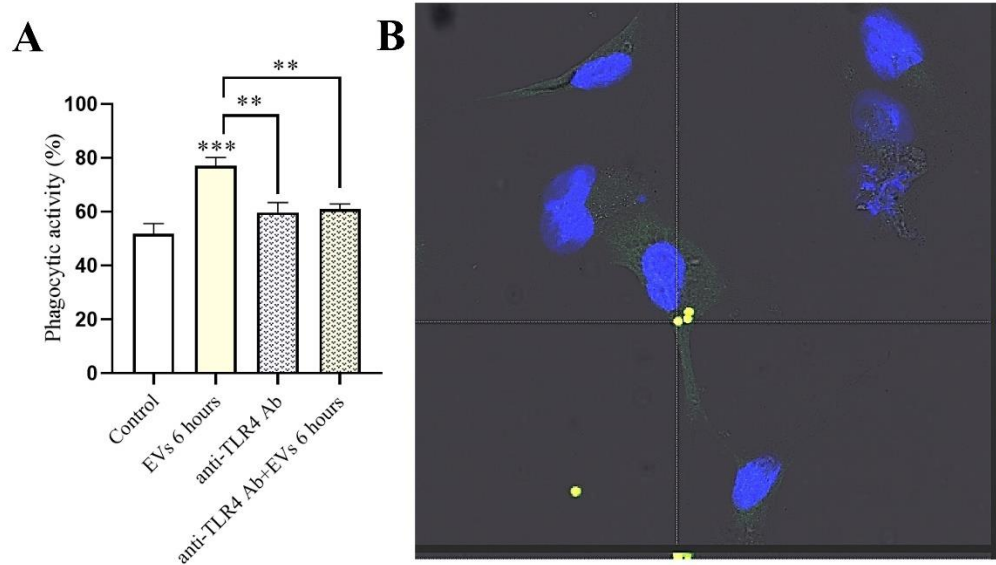 A
B
**
**
***
Phagocytic activity (%)
100
80
60
40
20
0
Control
EVs 6 hours
anti-TLR4 Ab
anti-TLR4 Ab+EVs 6 hours